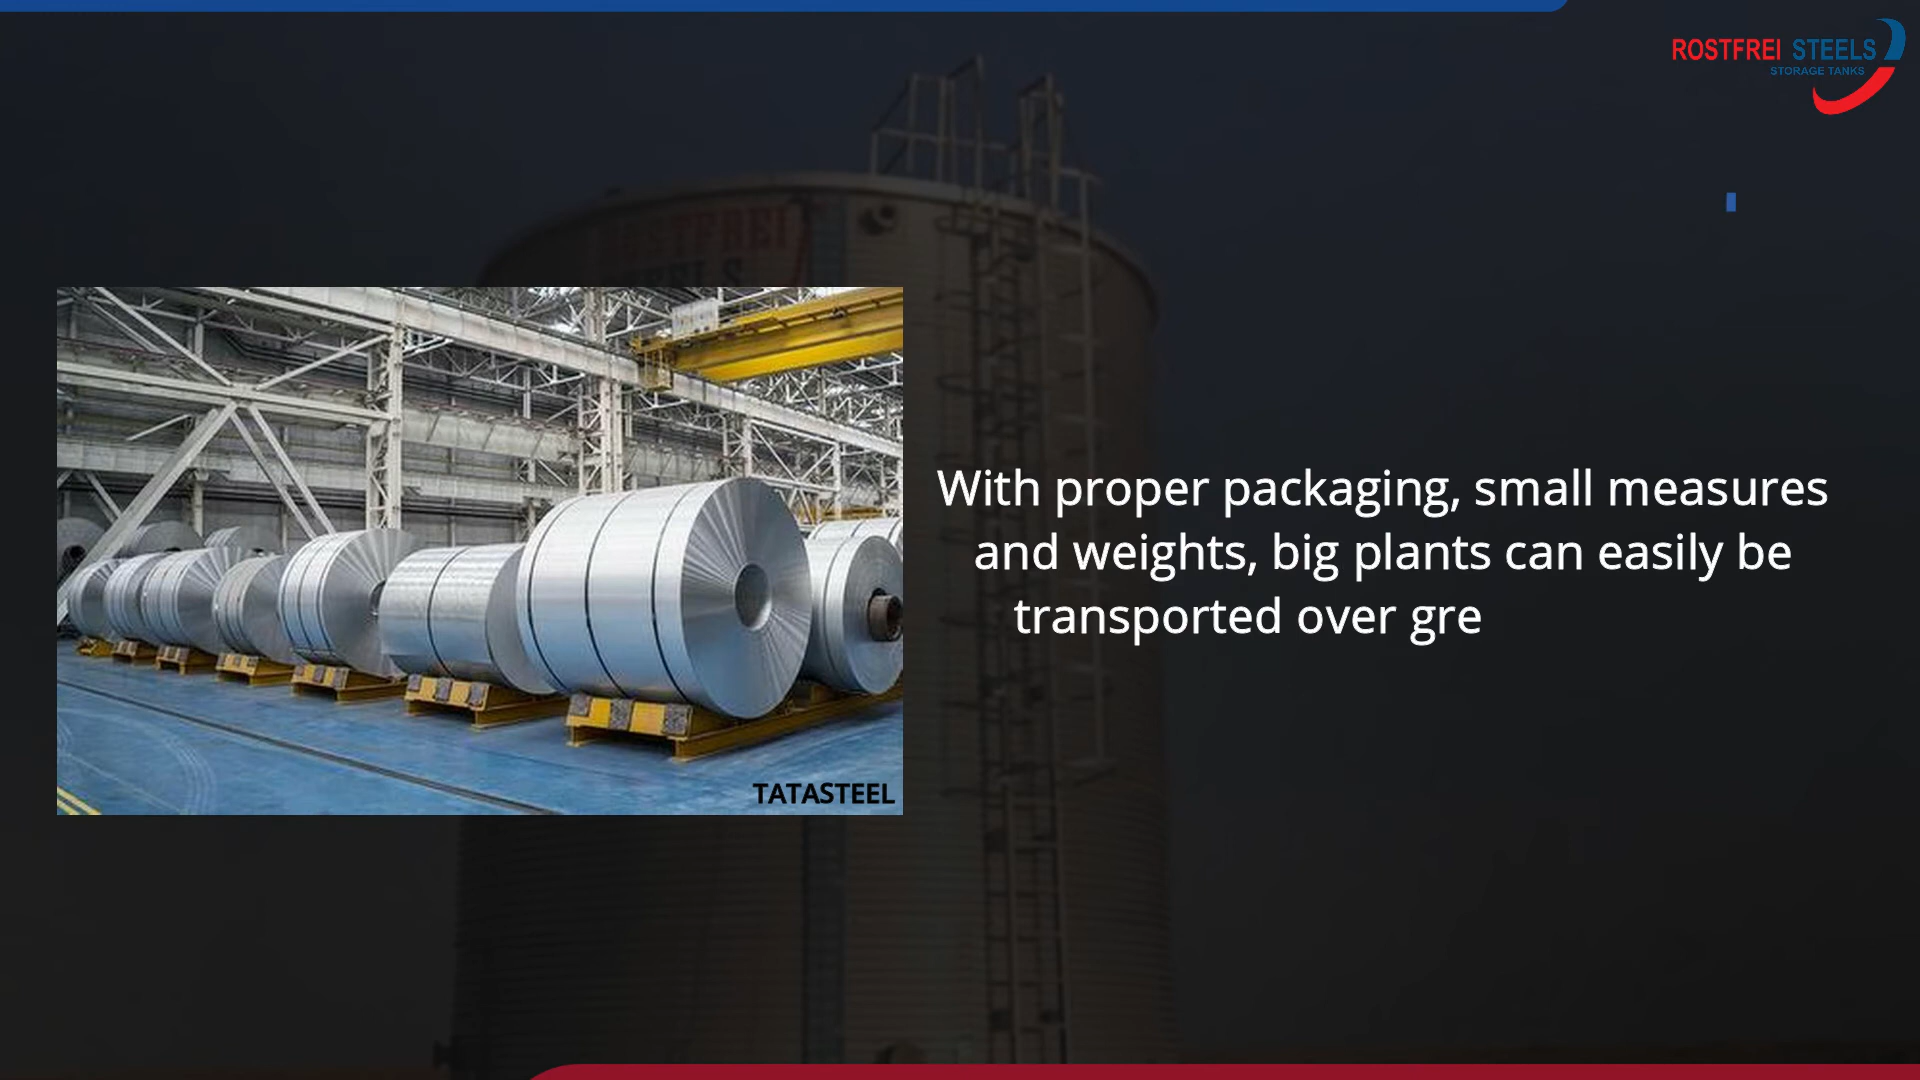 ROSTFREI STEELS
STORAGE TANKS
ROSTFREI
With proper packaging, small measures
and weights, big plants can easily be
transported over gre
TATASTEEL